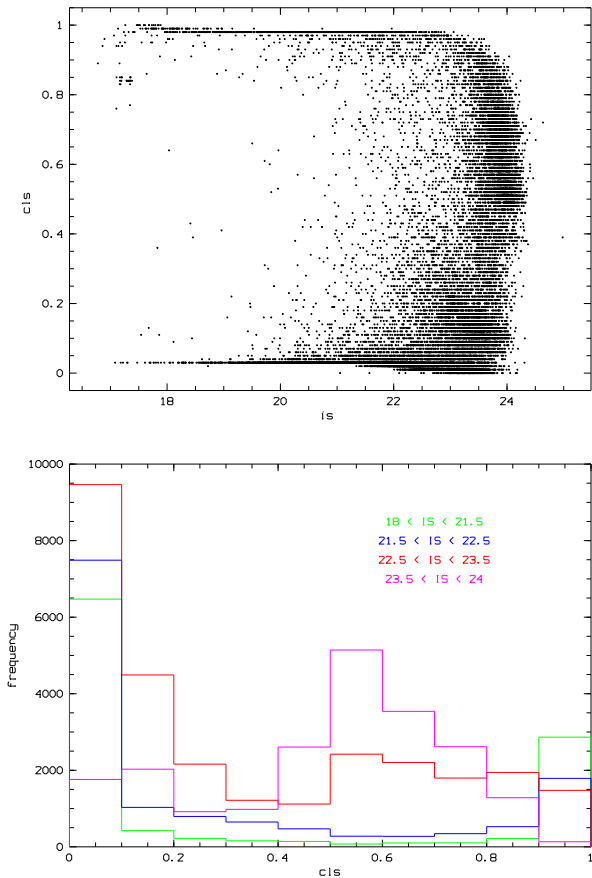 1
0.8
0.6
0.4
0.2
0
cls
18 20 22 24
is
10000
8000
6000
4000
2000
0
frequency
18 < IS < 21.5
21.5 < IS < 22.5
22.5 < IS < 23.5
23.5 < IS < 24
0 0.2 0.4 0.6 0.8 1
cls